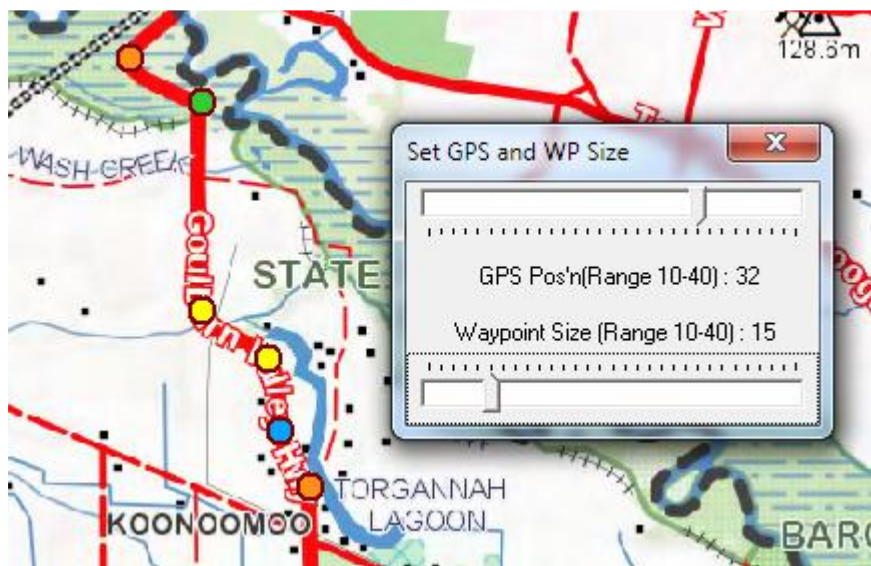 128.6m
Set GPS and WP Size
WASH-CREEK
GPS Pos'n(Range 10-40) : 32
STATE
Waypoint Size (Range 10-40) : 15
TORGANNAH
LAGOON
KOONOOMOO